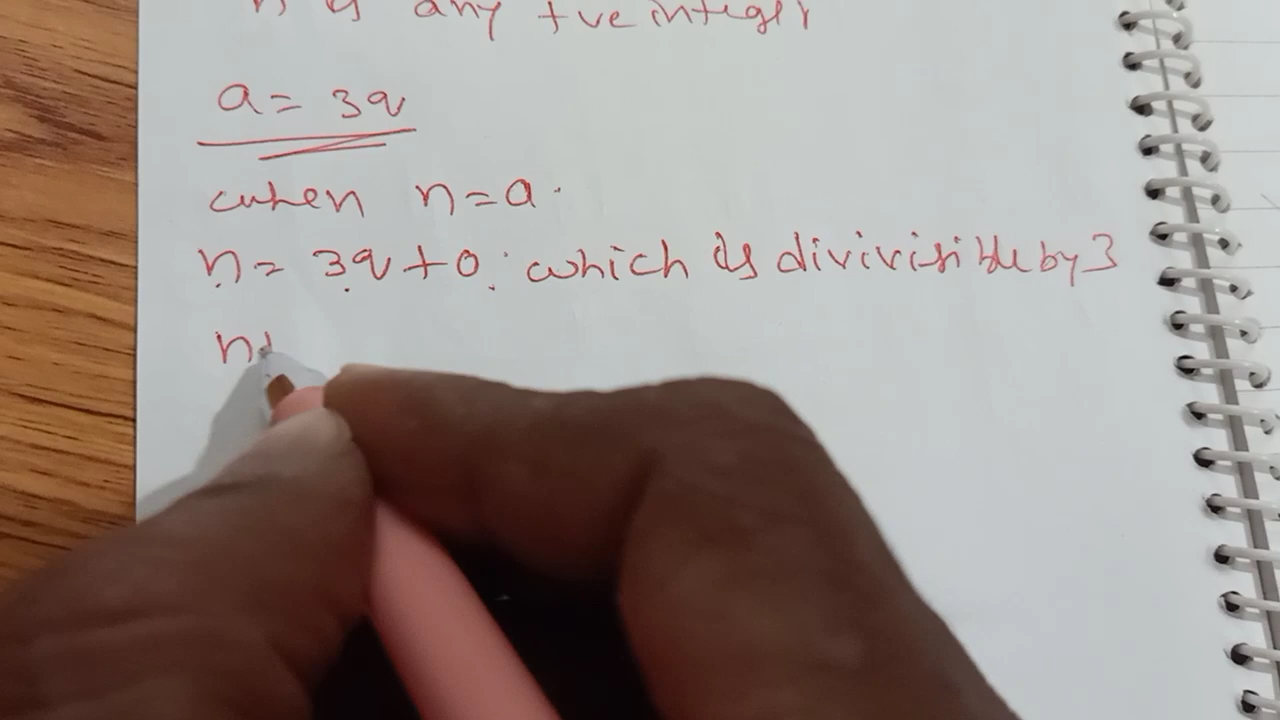 n is any +ve integer
a = 3q
when n = a.
n = 3q + 0 : which is divivisible by 3
n+